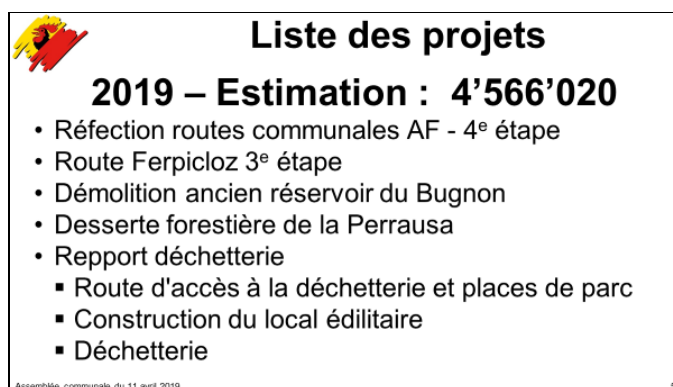 Liste des projets
2019 – Estimation : 4'566'020
• Réfection routes communales AF - 4e étape
• Route Ferpicloz 3e étape
• Démolition ancien réservoir du Bugnon
• Desserte forestière de la Perrausa
• Repport déchetterie
▪ Route d'accès à la déchetterie et places de parc
▪ Construction du local édilitaire
▪ Déchetterie
Assemblée communale du 11 avril 2019